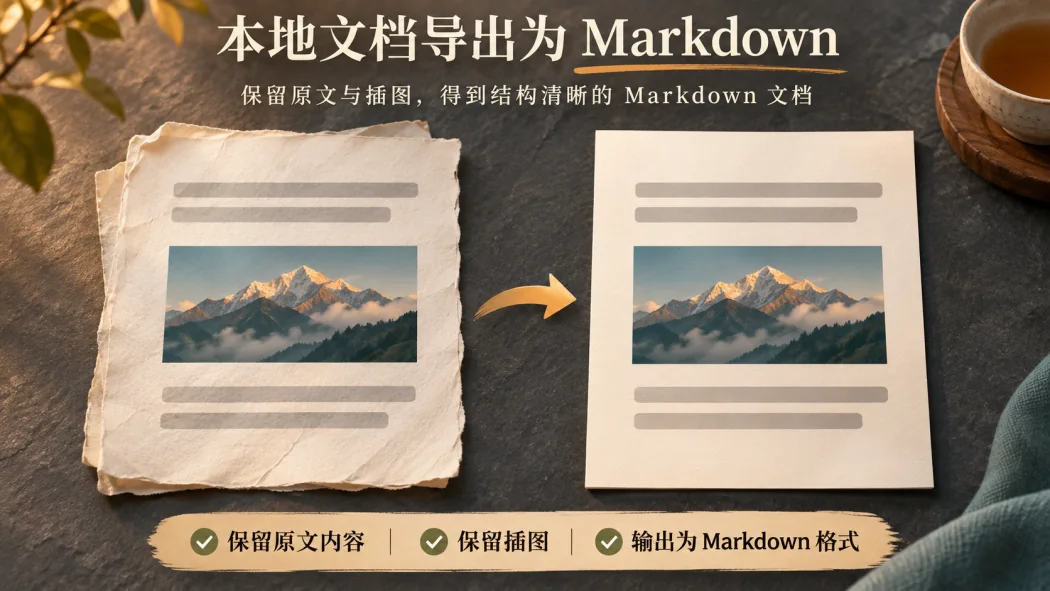 本地文档导出为 Markdown
保留原文与插图，得到结构清晰的 Markdown 文档
保留原文内容
保留插图
输出为 Markdown 格式